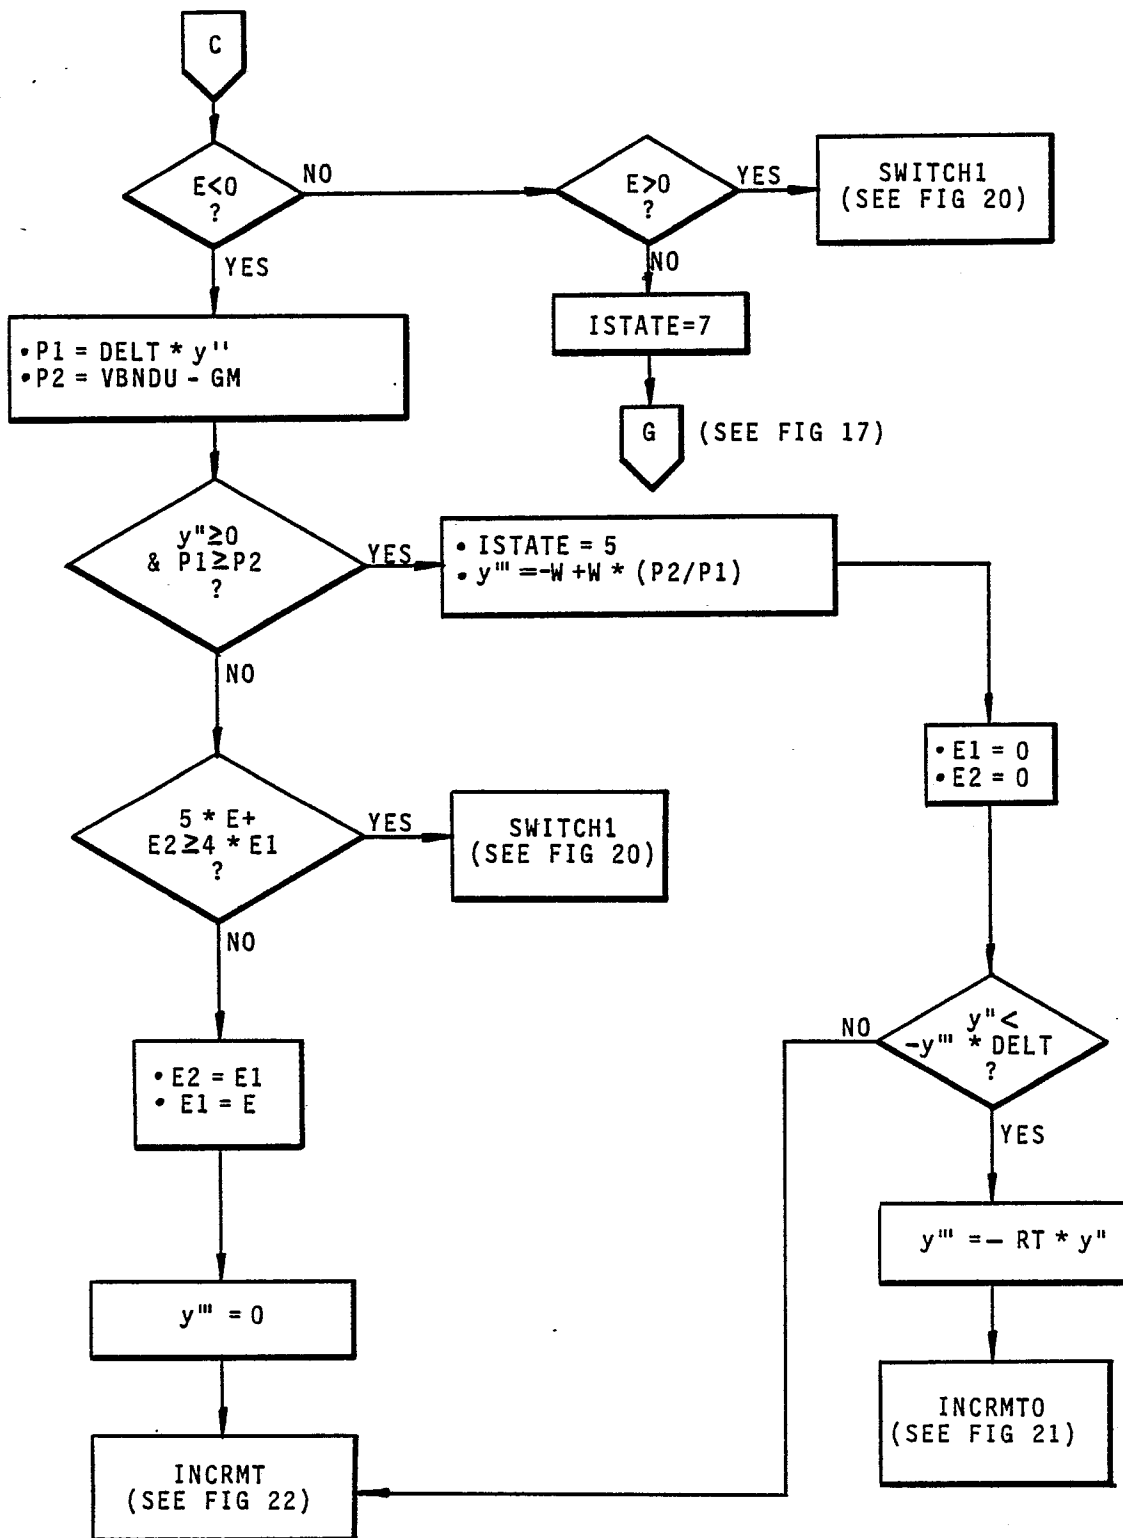 C
E<0
?
NO
YES
E>0
?
YES
NO
SWITCH1
(SEE FIG 20)
ISTATE=7
G
(SEE FIG 17)
• P1 = DELT * y''
• P2 = VBNDU - GM
y"≥0
& P1≥P2
?
YES
NO
• ISTATE = 5
• y''' = -W + W * (P2/P1)
• E1 = 0
• E2 = 0
5 * E+
E2≥4 * E1
?
YES
NO
SWITCH1
(SEE FIG 20)
y" <
-y''' * DELT
?
NO
YES
• E2 = E1
• E1 = E
y''' = - RT * y"
y''' = 0
INCRMT0
(SEE FIG 21)
INCRMT
(SEE FIG 22)